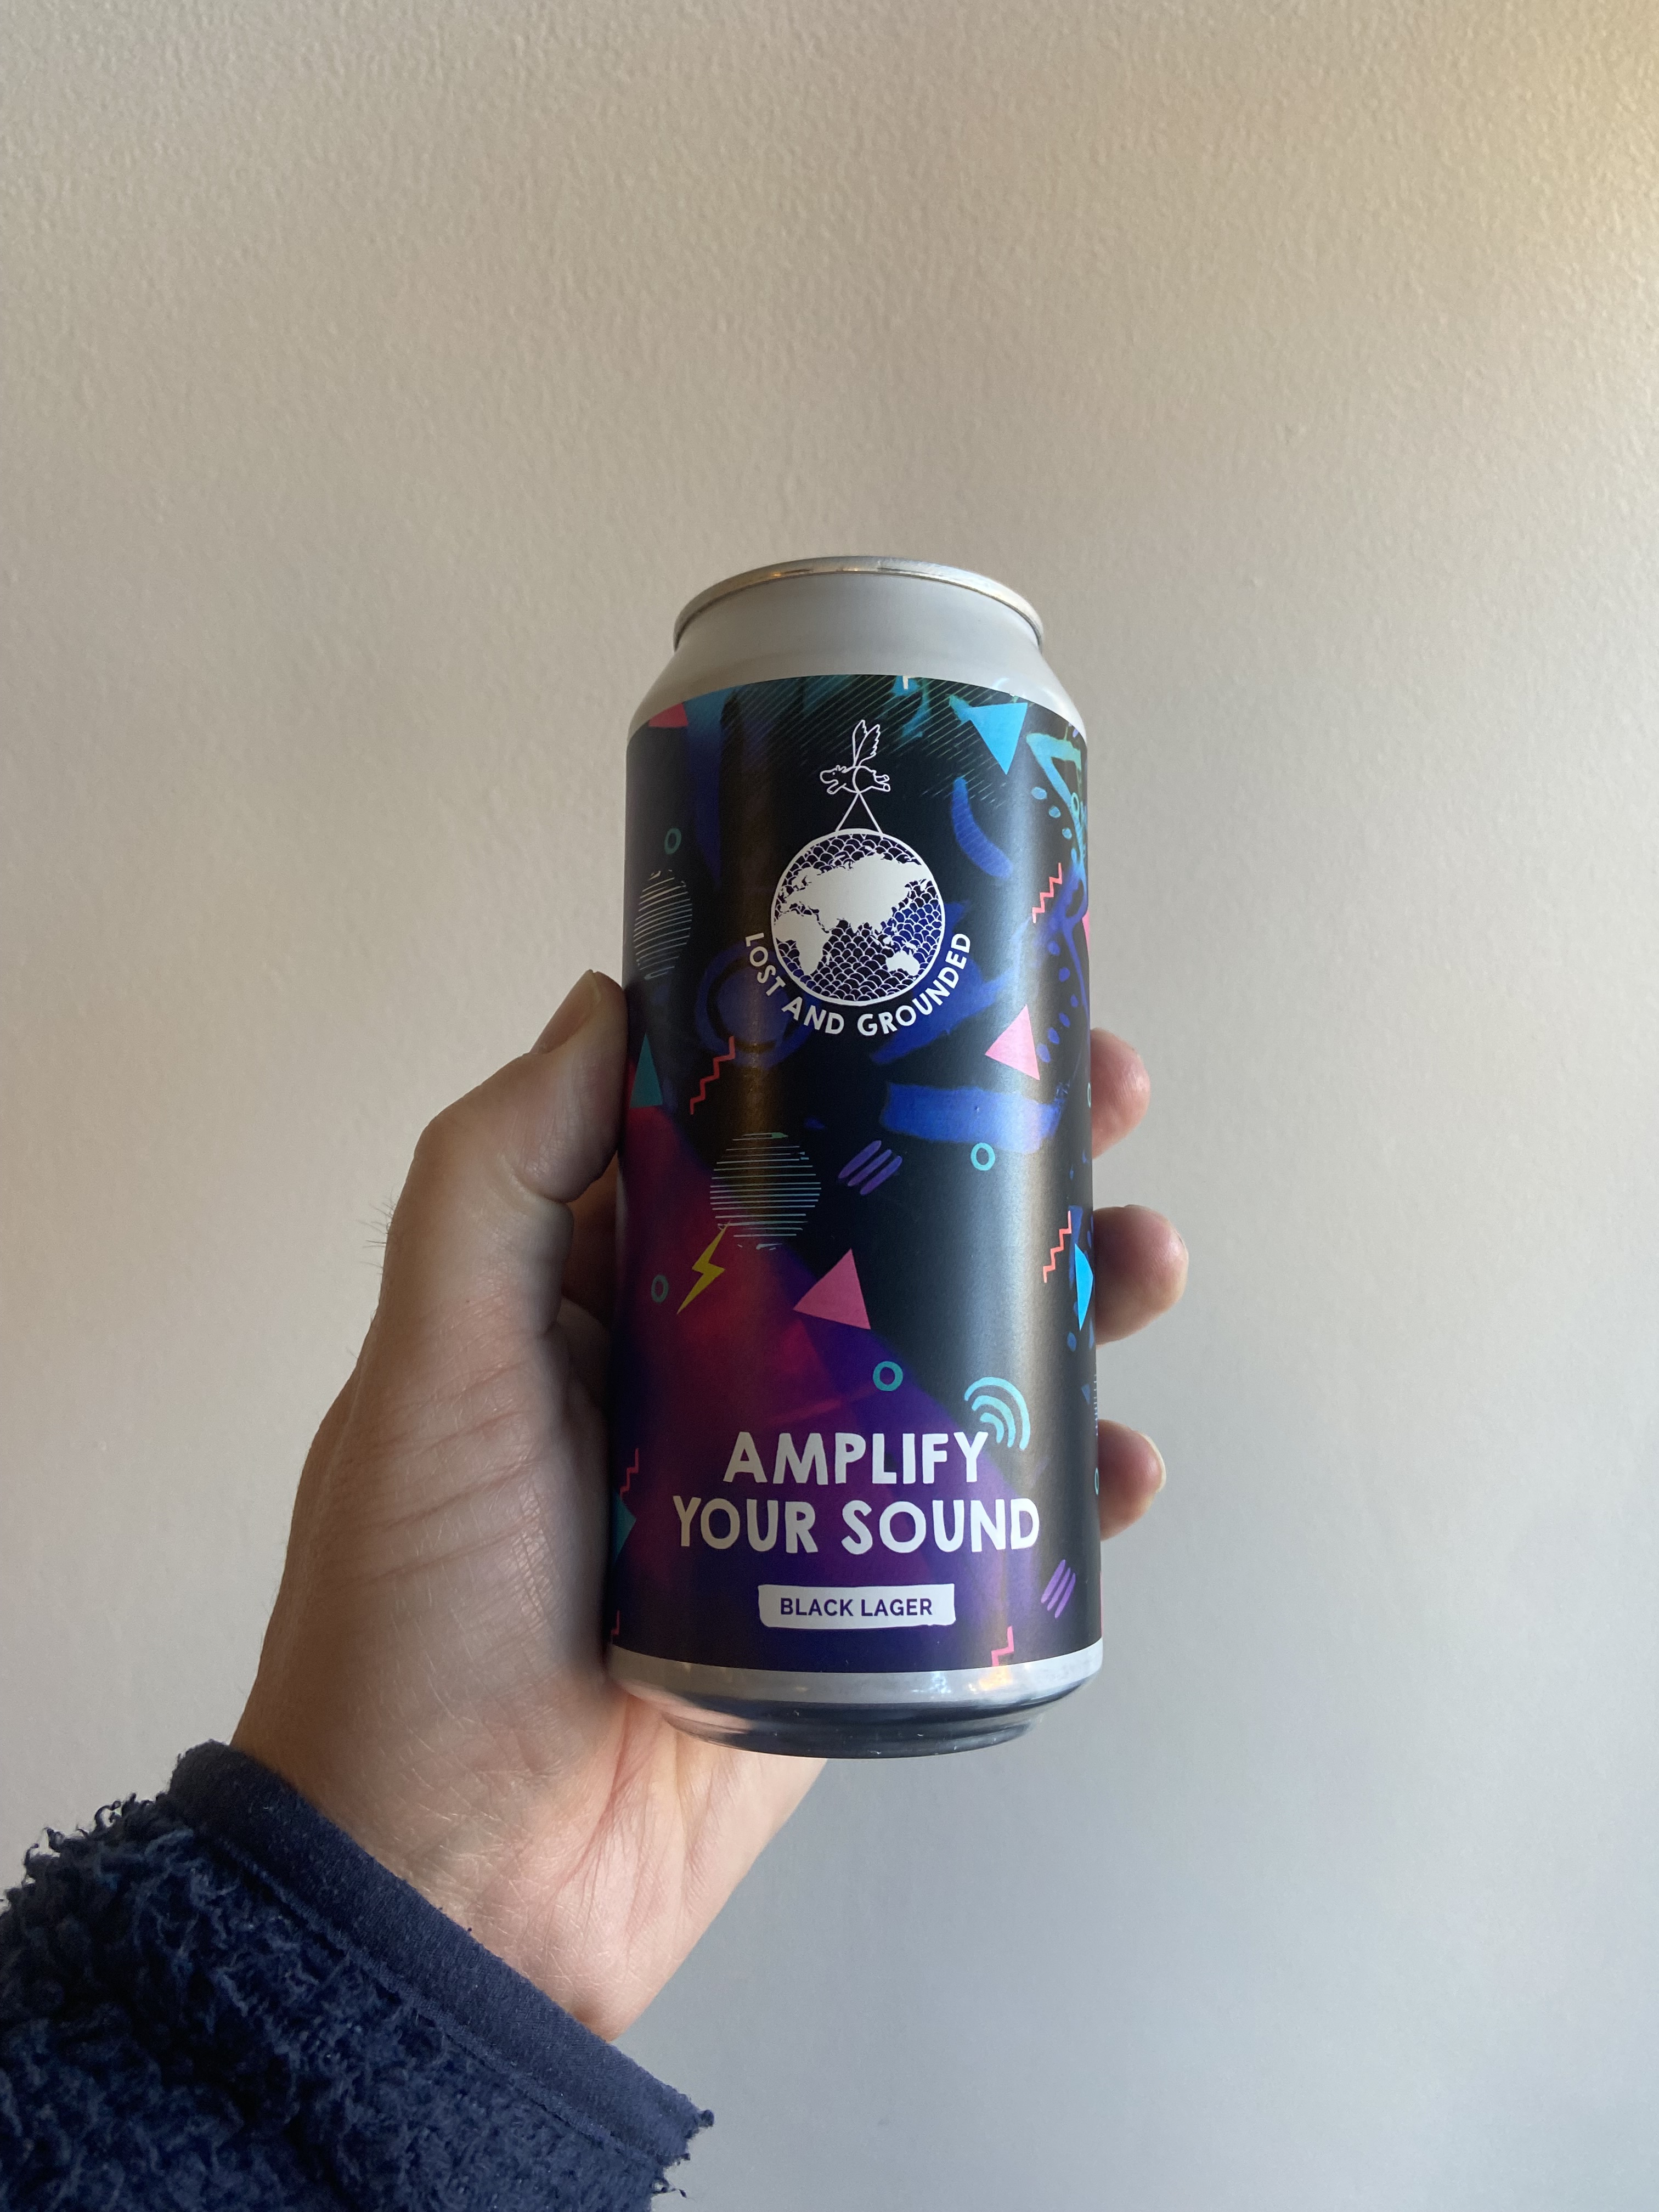 LOST AND GROUNDED
AMPLIFY
YOUR SOUND
BLACK LAGER